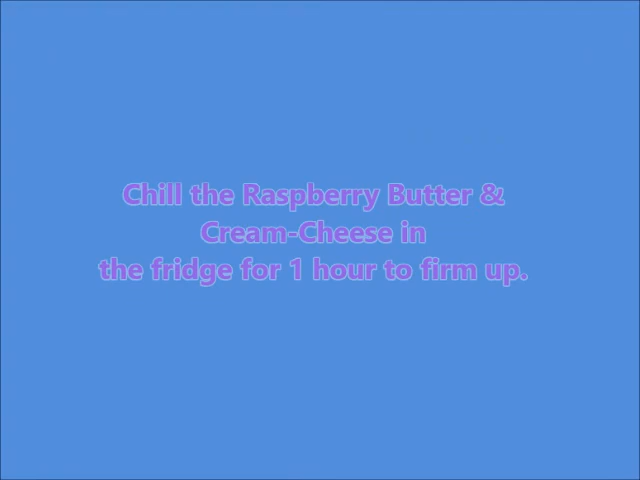 Chill the Raspberry Butter &
Cream-Cheese in
the fridge for 1 hour to firm up.